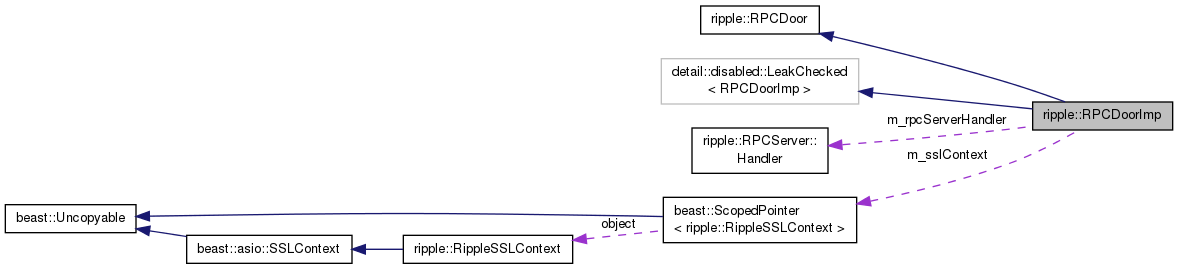 ripple::RPCDoor
detail::disabled::LeakChecked
< RPCDoorImp >
ripple::RPCDoorImp
m_rpcServerHandler
ripple::RPCServer::
Handler
m_sslContext
beast::Uncopyable
beast::ScopedPointer
< ripple::RippleSSLContext >
object
beast::asio::SSLContext
ripple::RippleSSLContext